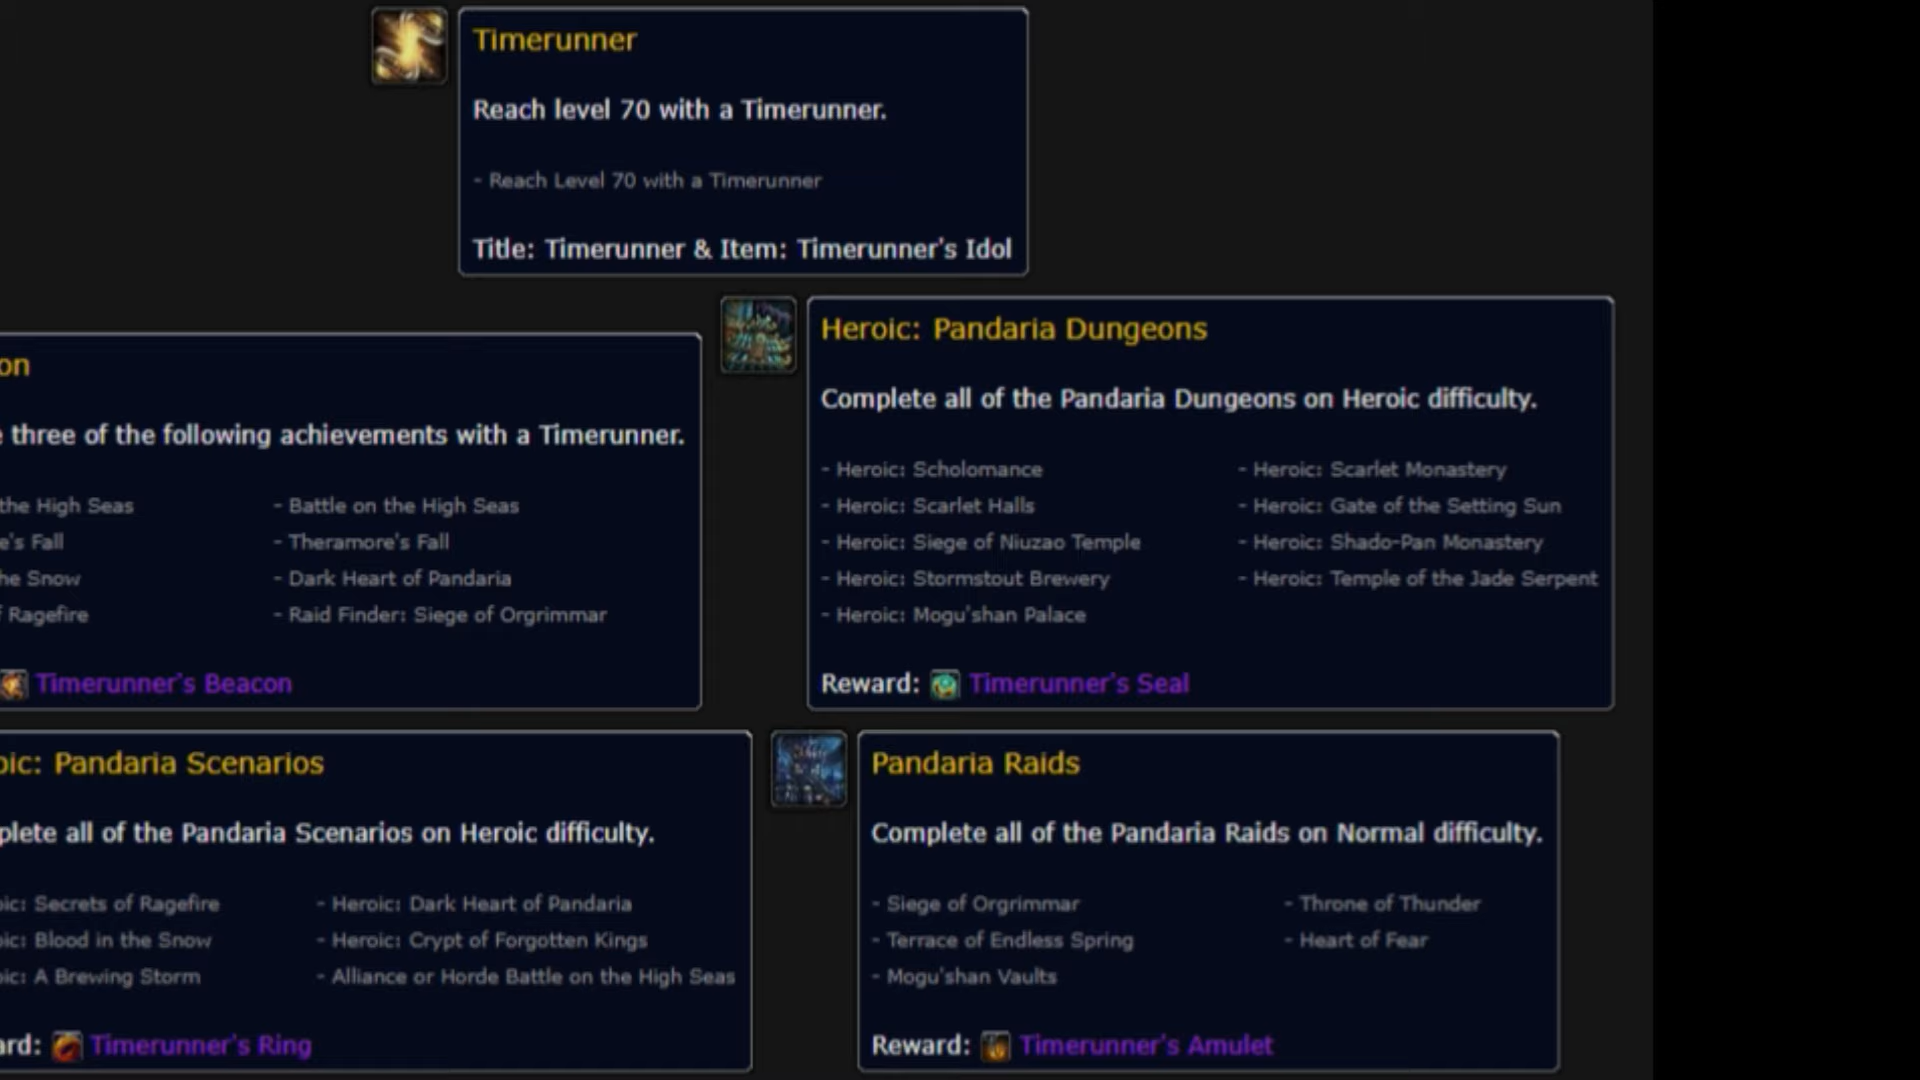 Timerunner
Reach level 70 with a Timerunner.
- Reach Level 70 with a Timerunner
Title: Timerunner & Item: Timerunner's Idol
on
three of the following achievements with a Timerunner.
the High Seas
- Battle on the High Seas
e's Fall
- Theramore's Fall
he Snow
- Dark Heart of Pandaria
f Ragefire
- Raid Finder: Siege of Orgrimmar
Timerunner's Beacon
Heroic: Pandaria Dungeons
Complete all of the Pandaria Dungeons on Heroic difficulty.
- Heroic: Scholomance
- Heroic: Scarlet Monastery
- Heroic: Scarlet Halls
- Heroic: Gate of the Setting Sun
- Heroic: Siege of Niuzao Temple
- Heroic: Shado-Pan Monastery
- Heroic: Stormstout Brewery
- Heroic: Temple of the Jade Serpent
- Heroic: Mogu'shan Palace
Reward: Timerunner's Seal
oic: Pandaria Scenarios
plete all of the Pandaria Scenarios on Heroic difficulty.
oic: Secrets of Ragefire
- Heroic: Dark Heart of Pandaria
oic: Blood in the Snow
- Heroic: Crypt of Forgotten Kings
oic: A Brewing Storm
- Alliance or Horde Battle on the High Seas
ard: Timerunner's Ring
Pandaria Raids
Complete all of the Pandaria Raids on Normal difficulty.
- Siege of Orgrimmar
- Throne of Thunder
- Terrace of Endless Spring
- Heart of Fear
- Mogu'shan Vaults
Reward: Timerunner's Amulet